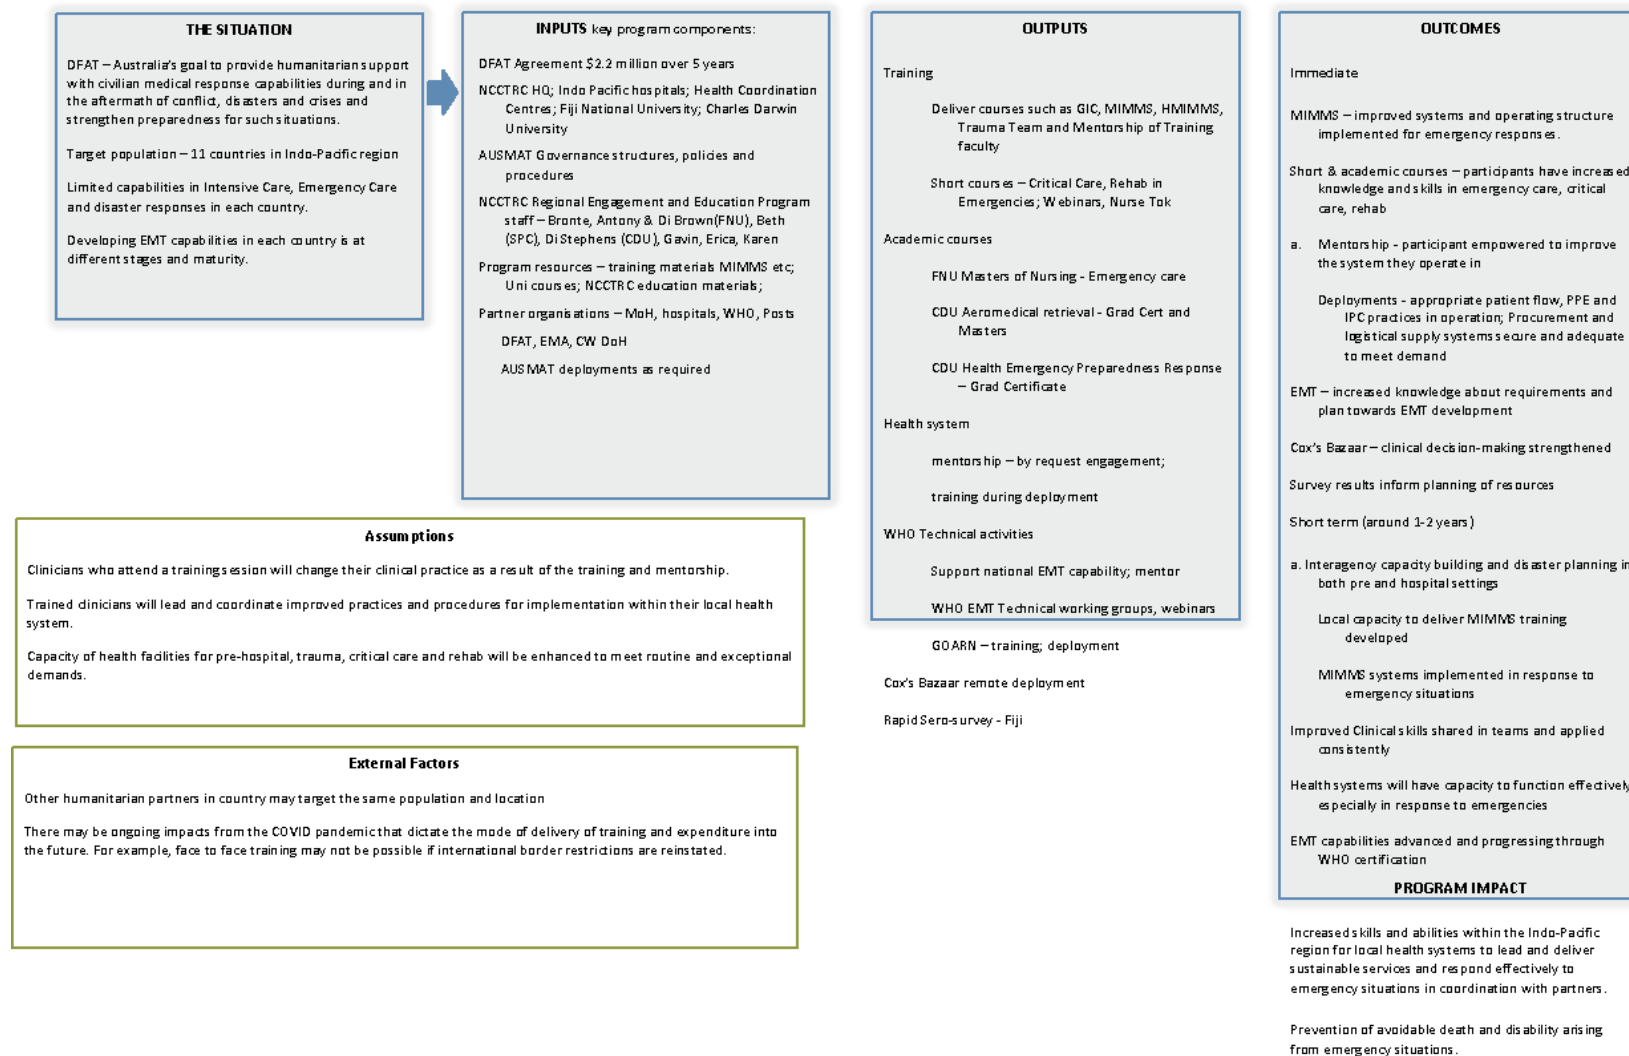 THE SITUATION
DFAT – Australia's goal to provide humanitarian support
with civilian medical response capabilities during and in
the aftermath of conflict, disasters and crises and
strengthen preparedness for such situations.
Target population – 11 countries in Indo-Pacific region
Limited capabilities in Intensive Care, Emergency Care
and disaster responses in each country.
Developing EMT capabilities in each country is at
different stages and maturity.
INPUTS key program components:
DFAT Agreement $2.2 million over 5 years
NCCTRC HQ; Indo Pacific hospitals; Health Coordination
Centres; Fiji National University; Charles Darwin
University
AUSMAT Governance structures, policies and
procedures
NCCTRC Regional Engagement and Education Program
staff – Bronte, Antony & Di Brown(FNU), Beth
(SPC), Di Stephens (CDU), Gavin, Erica, Karen
Program resources – training materials MIMMS etc;
Uni courses; NCCTRC education materials;
Partner organisations – MoH, hospitals, WHO, Posts
DFAT, EMA, CW DoH
AUSMAT deployments as required
OUTPUTS
Training
Deliver courses such as GIC, MIMMS, HMIMMS,
Trauma Team and Mentorship of Training
faculty
Short courses – Critical Care, Rehab in
Emergencies; Webinars, Nurse Tok
Academic courses
FNU Masters of Nursing - Emergency care
CDU Aeromedical retrieval - Grad Cert and
Masters
CDU Health Emergency Preparedness Response
– Grad Certificate
Health system
mentorship – by request engagement;
training during deployment
WHO Technical activities
Support national EMT capability; mentor
WHO EMT Technical working groups, webinars
GOARN – training; deployment
Cox's Bazaar remote deployment
Rapid Sero-survey - Fiji
OUTCOMES
Immediate
MIMMS – improved systems and operating structure
implemented for emergency responses.
Short & academic courses – participants have increased
knowledge and skills in emergency care, critical
care, rehab
a. Mentorship - participant empowered to improve
the system they operate in
Deployments - appropriate patient flow, PPE and
IPC practices in operation; Procurement and
logistical supply systems secure and adequate
to meet demand
EMT – increased knowledge about requirements and
plan towards EMT development
Cox's Bazaar – clinical decision-making strengthened
Survey results inform planning of resources
Short term (around 1-2 years)
a. Interagency capacity building and disaster planning in
both pre and hospital settings
Local capacity to deliver MIMMS training
developed
MIMMS systems implemented in response to
emergency situations
Improved Clinical skills shared in teams and applied
consistently
Health systems will have capacity to function effectively
especially in response to emergencies
EMT capabilities advanced and progressing through
WHO certification
PROGRAM IMPACT
Increased skills and abilities within the Indo-Pacific
region for local health systems to lead and deliver
sustainable services and respond effectively to
emergency situations in coordination with partners.
Prevention of avoidable death and disability arising
from emergency situations.
Assumptions
Clinicians who attend a training session will change their clinical practice as a result of the training and mentorship.
Trained clinicians will lead and coordinate improved practices and procedures for implementation within their local health
system.
Capacity of health facilities for pre-hospital, trauma, critical care and rehab will be enhanced to meet routine and exceptional
demands.
External Factors
Other humanitarian partners in country may target the same population and location
There may be ongoing impacts from the COVID pandemic that dictate the mode of delivery of training and expenditure into
the future. For example, face to face training may not be possible if international border restrictions are reinstated.